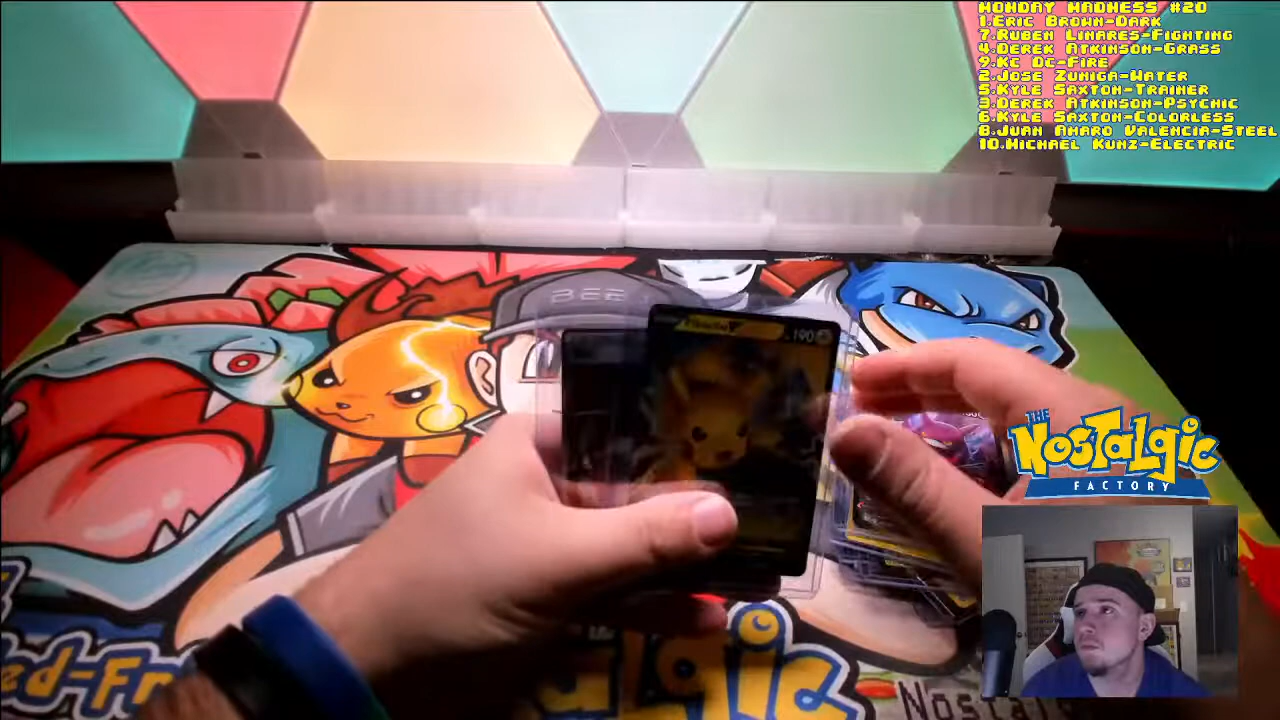 MONDAY MADNESS #20
1.ERIC BROWN-DARK
7.RUBEN LINARES-FIGHTING
4.DEREK ATKINSON-GRASS
9.KC OC-FIRE
2.JOSE ZUNIGA-WATER
5.KYLE SAXTON-TRAINER
3.DEREK ATKINSON-PSYCHIC
6.KYLE SAXTON-COLORLESS
8.JUAN AMARO VALENCIA-STEEL
10.MICHAEL KUNZ-ELECTRIC
BEE
Pikachu V
190
THE
NOSTALGIC
FACTORY